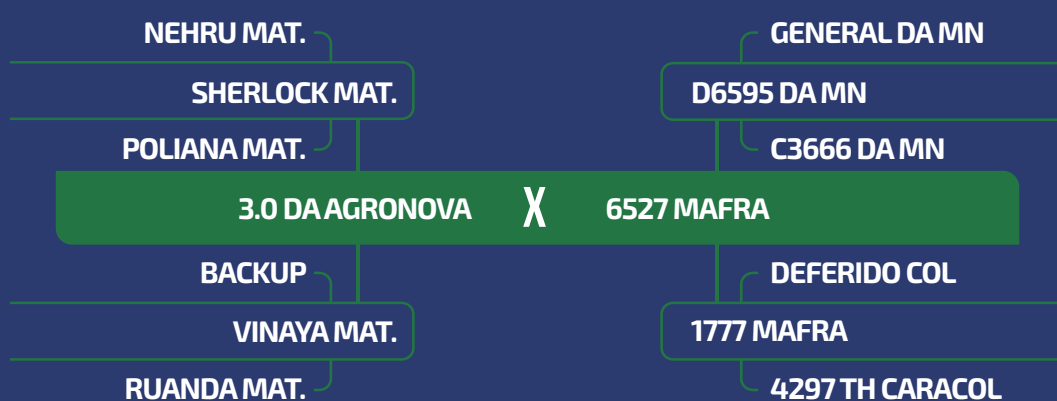 NEHRU MAT. GENERAL DA MN
SHERLOCK MAT. D6595 DA MN
POLIANA MAT. C3666 DA MN
3.0 DA AGRONOVA X 6527 MAFRA
BACKUP DEFERIDO COL
VINAYA MAT. 1777 MAFRA
RUANDA MAT. 4297 TH CARACOL